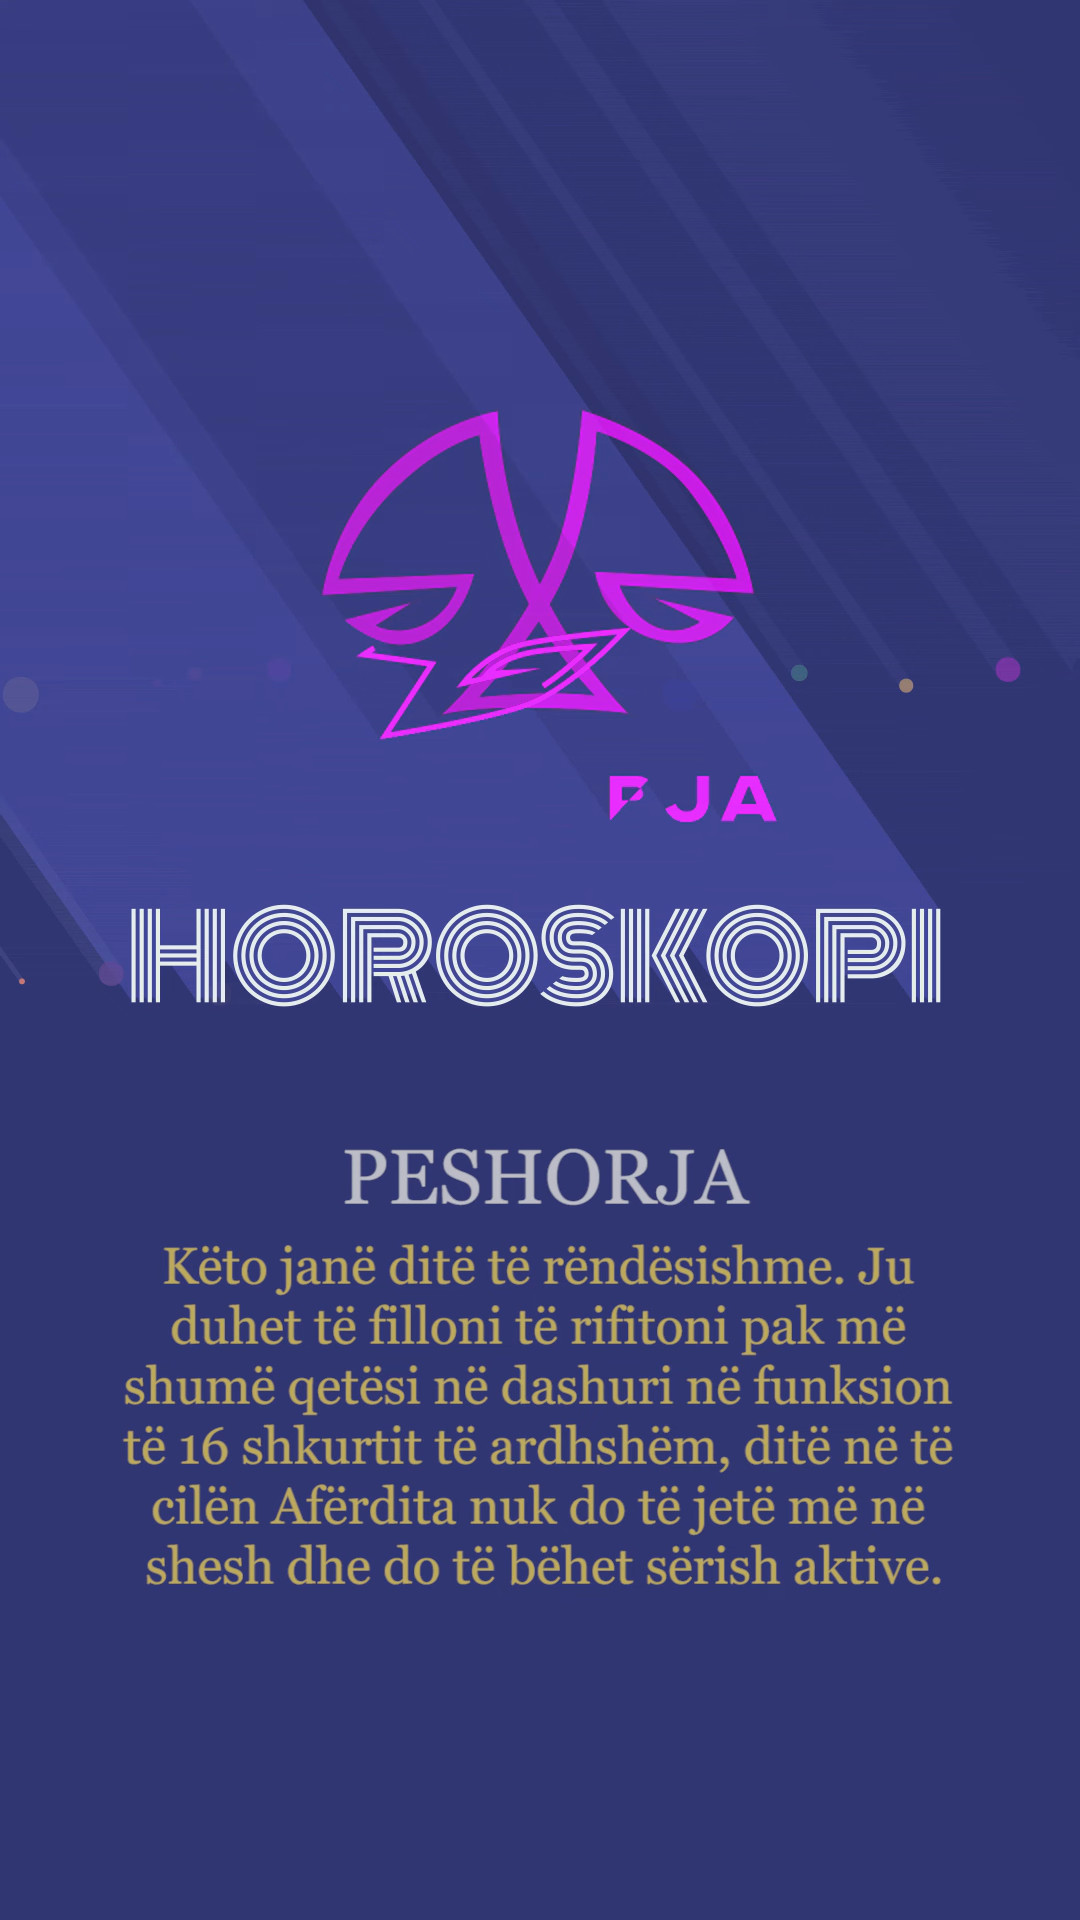 PJA
HOROSKOPI
PESHORJA
Këto janë ditë të rëndësishme. Ju
duhet të filloni të rifitoni pak më
shumë qetësi në dashuri në funksion
të 16 shkurtit të ardhshëm, ditë në të
cilën Afërdita nuk do të jetë më në
shesh dhe do të bëhet sërish aktive.